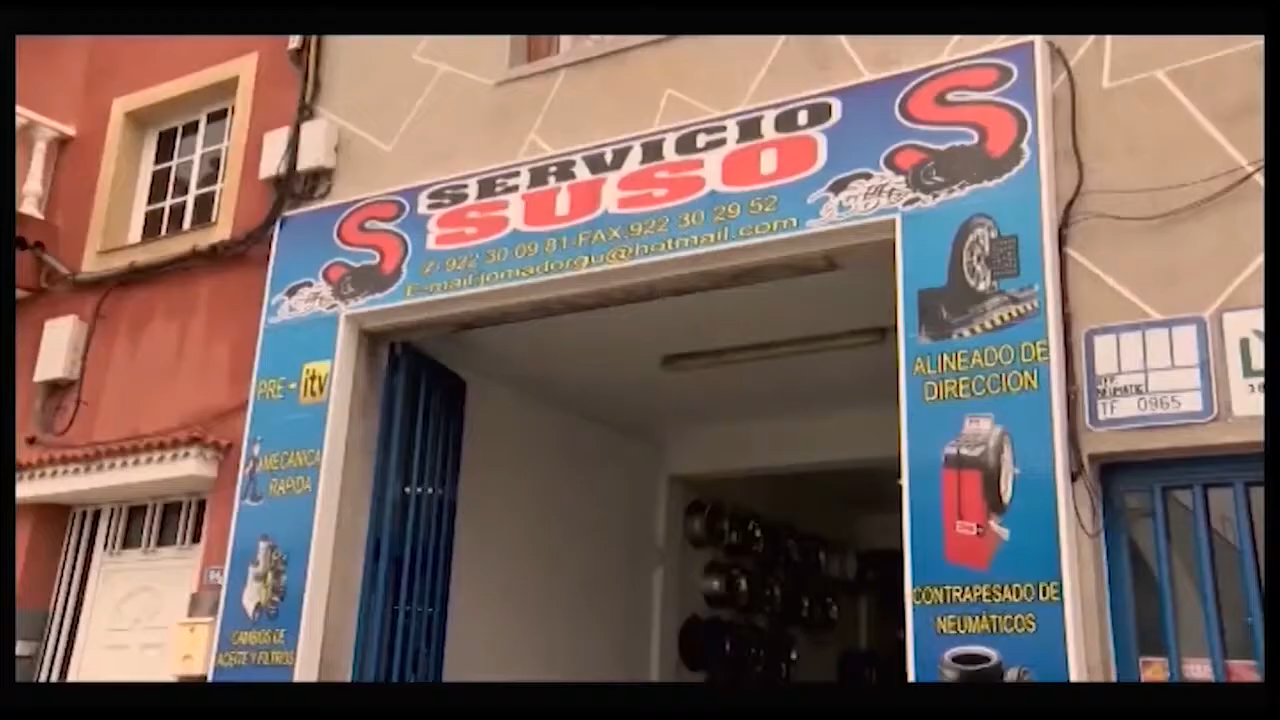 SERVICIO
SUSO
922 30 09 81-FAX:922 30 29 52
E-mail:jomadorgu@hotmail.com
PRE - itv
MECANICA
RAPIDA
CAMBIOS DE
ACEITE Y FILTROS
ALINEADO DE
DIRECCION
CONTRAPESADO DE
NEUMÁTICOS
NEUMATIC
TF 0965